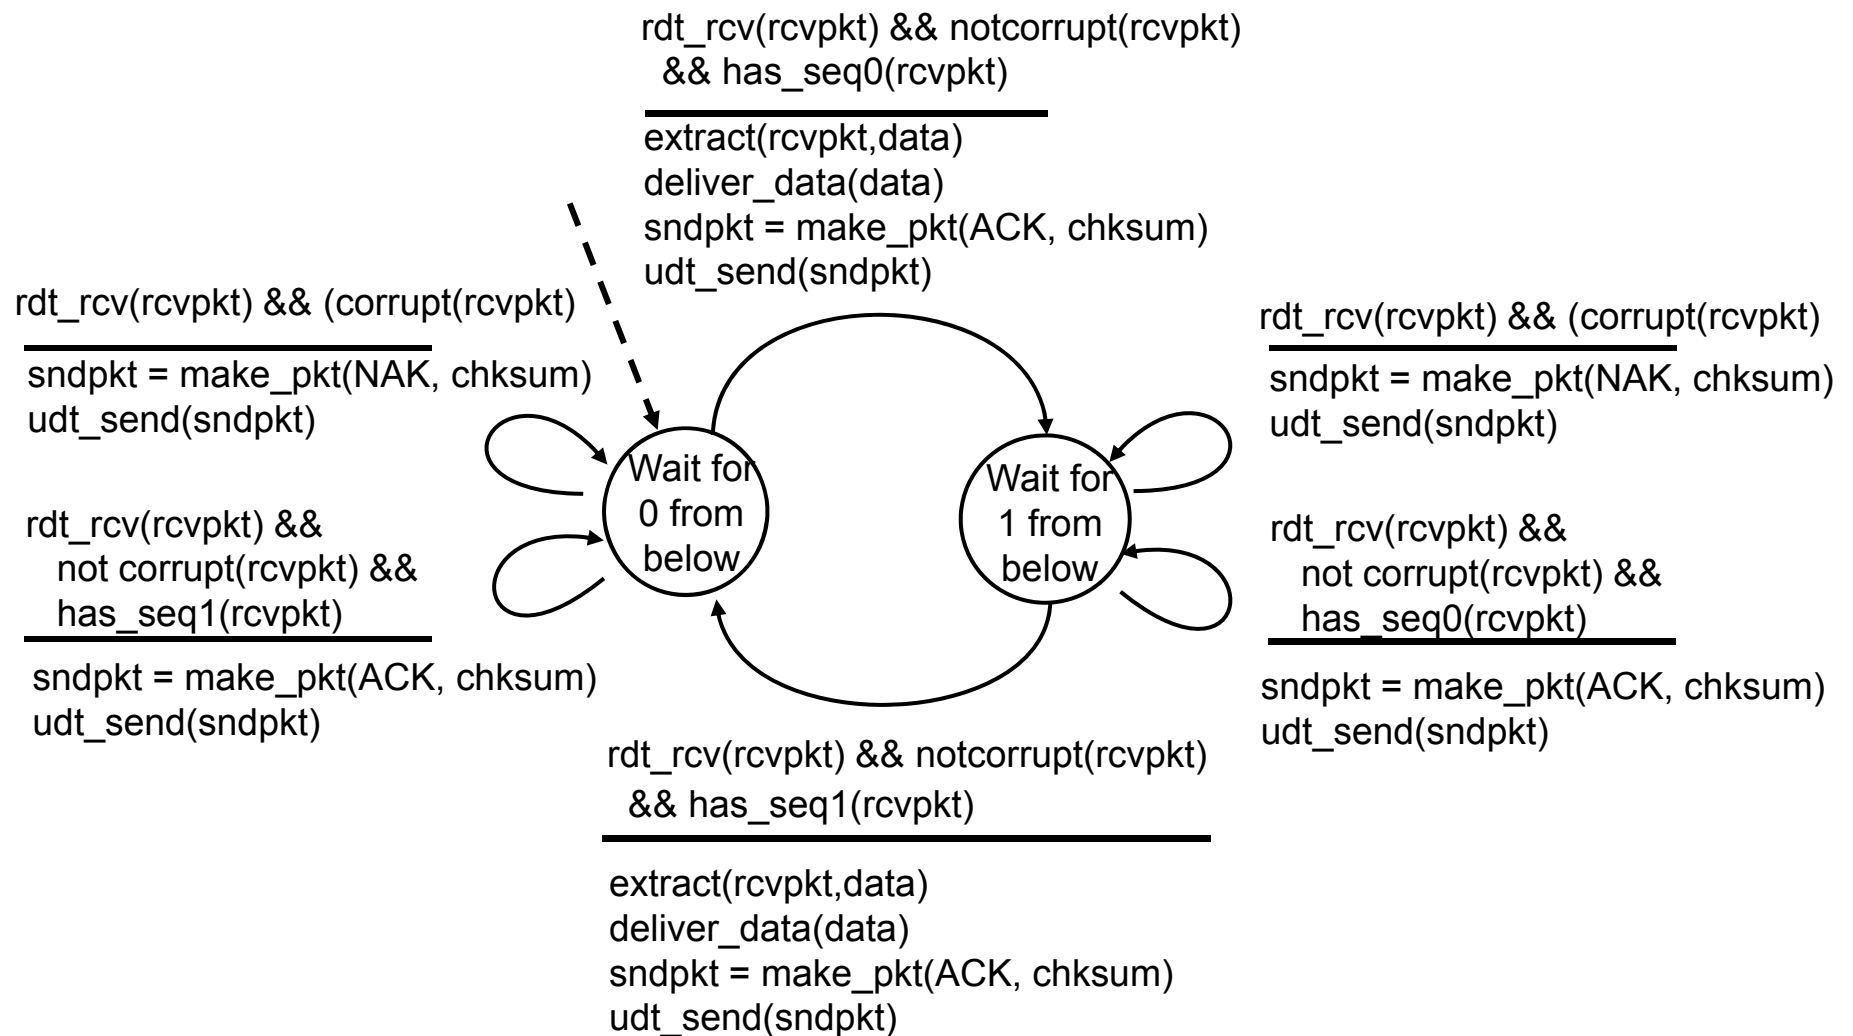 rdt_rcv(rcvpkt) && notcorrupt(rcvpkt)
&& has_seq0(rcvpkt)
extract(rcvpkt,data)
deliver_data(data)
sndpkt = make_pkt(ACK, chksum)
udt_send(sndpkt)
rdt_rcv(rcvpkt) && (corrupt(rcvpkt)
sndpkt = make_pkt(NAK, chksum)
udt_send(sndpkt)
rdt_rcv(rcvpkt) &&
not corrupt(rcvpkt) &&
has_seq1(rcvpkt)
sndpkt = make_pkt(ACK, chksum)
udt_send(sndpkt)
Wait for
0 from
below
Wait for
1 from
below
rdt_rcv(rcvpkt) && (corrupt(rcvpkt)
sndpkt = make_pkt(NAK, chksum)
udt_send(sndpkt)
rdt_rcv(rcvpkt) &&
not corrupt(rcvpkt) &&
has_seq0(rcvpkt)
sndpkt = make_pkt(ACK, chksum)
udt_send(sndpkt)
rdt_rcv(rcvpkt) && notcorrupt(rcvpkt)
&& has_seq1(rcvpkt)
extract(rcvpkt,data)
deliver_data(data)
sndpkt = make_pkt(ACK, chksum)
udt_send(sndpkt)